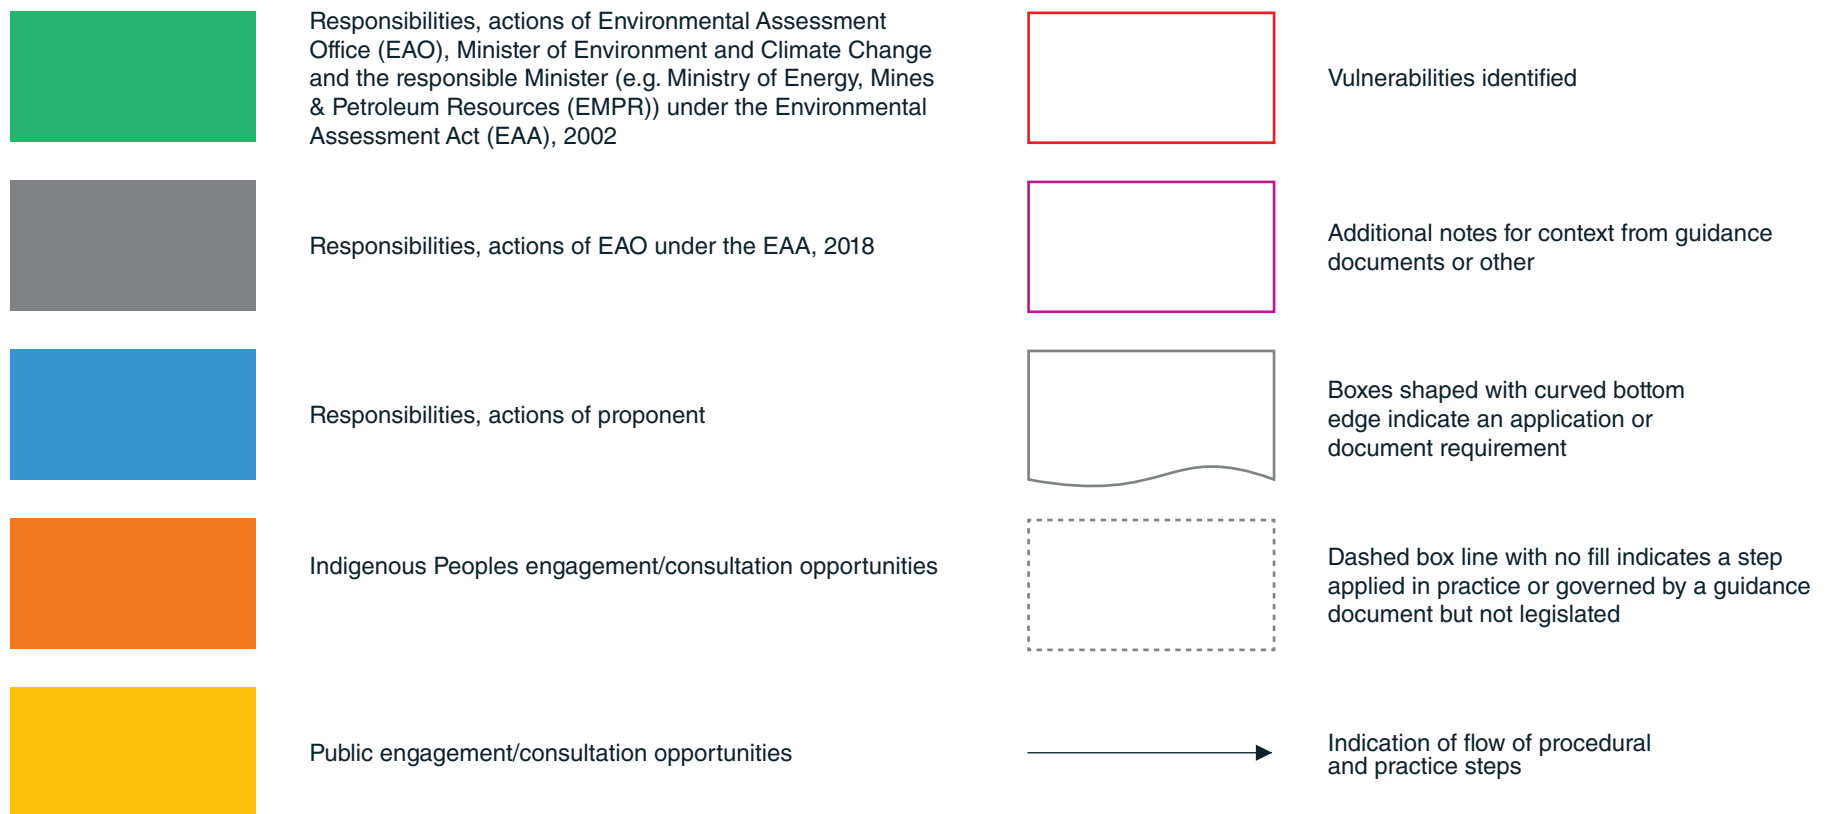 Responsibilities, actions of Environmental Assessment
Office (EAO), Minister of Environment and Climate Change
and the responsible Minister (e.g. Ministry of Energy, Mines
& Petroleum Resources (EMPR)) under the Environmental
Assessment Act (EAA), 2002
Responsibilities, actions of EAO under the EAA, 2018
Responsibilities, actions of proponent
Indigenous Peoples engagement/consultation opportunities
Public engagement/consultation opportunities
Vulnerabilities identified
Additional notes for context from guidance
documents or other
Boxes shaped with curved bottom
edge indicate an application or
document requirement
Dashed box line with no fill indicates a step
applied in practice or governed by a guidance
document but not legislated
Indication of flow of procedural
and practice steps